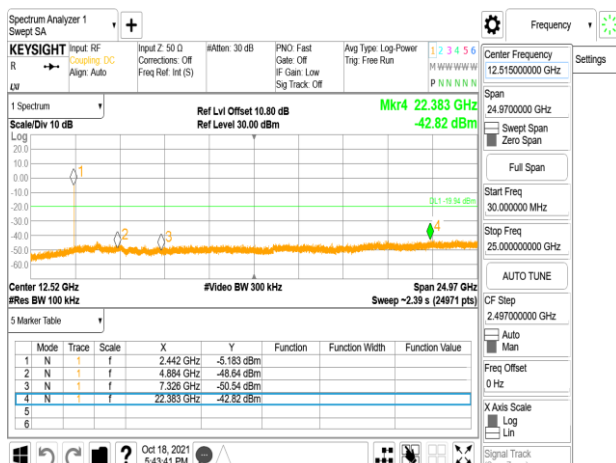 Spectrum Analyzer 1
Swept SA
Frequency
KEYSIGHT Input: RF Input Z: 50 Ω #Atten: 30 dB PNO: Fast Avg Type: Log-Power 1 2 3 4 5 6
R Coupling: DC Corrections: Off Gate: Off Trig: Free Run M W W W W W
Align: Auto Freq Ref: Int (S) IF Gain: Low
Sig Track: Off P N N N N N
LXI
Settings
1 Spectrum
Ref Lvl Offset 10.80 dB Mkr4 22.383 GHz
Scale/Div 10 dB Ref Level 30.00 dBm -42.82 dBm
Log
20.0
10.0
0.00
-10.0
-20.0
-30.0
-40.0
-50.0
-60.0
1
2
3
4
DL1 -19.94 dBm
Center 12.52 GHz #Video BW 300 kHz Span 24.97 GHz
#Res BW 100 kHz Sweep ~2.39 s (24971 pts)
5 Marker Table
Mode Trace Scale X Y Function Function Width Function Value
1 N 1 f 2.442 GHz -5.183 dBm
2 N 1 f 4.884 GHz -48.64 dBm
3 N 1 f 7.326 GHz -50.54 dBm
4 N 1 f 22.383 GHz -42.82 dBm
5
6
Oct 18, 2021
5:43:41 PM
Center Frequency
12.515000000 GHz
Span
24.9700000 GHz
Swept Span
Zero Span
Full Span
Start Freq
30.000000 MHz
Stop Freq
25.000000000 GHz
AUTO TUNE
CF Step
2.497000000 GHz
Auto
Man
Freq Offset
0 Hz
X Axis Scale
Log
Lin
Signal Track